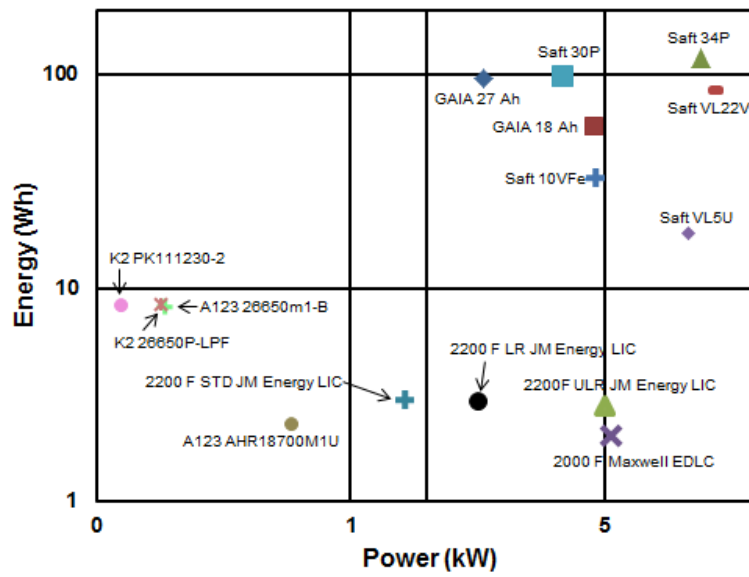 Saft 34P
Saft 30P
100
GAIA 27 Ah
Saft VL22V
GAIA 18 Ah
Saft 10VFe
Saft VL5U
Energy (Wh)
K2 PK111230-2
10
A123 26650m1-B
K2 26650P-LPF
2200 F LR JM Energy LIC
2200 F STD JM Energy LIC
2200F ULR JM Energy LIC
A123 AHR18700M1U
2000 F Maxwell EDLC
1
0
1
5
Power (kW)